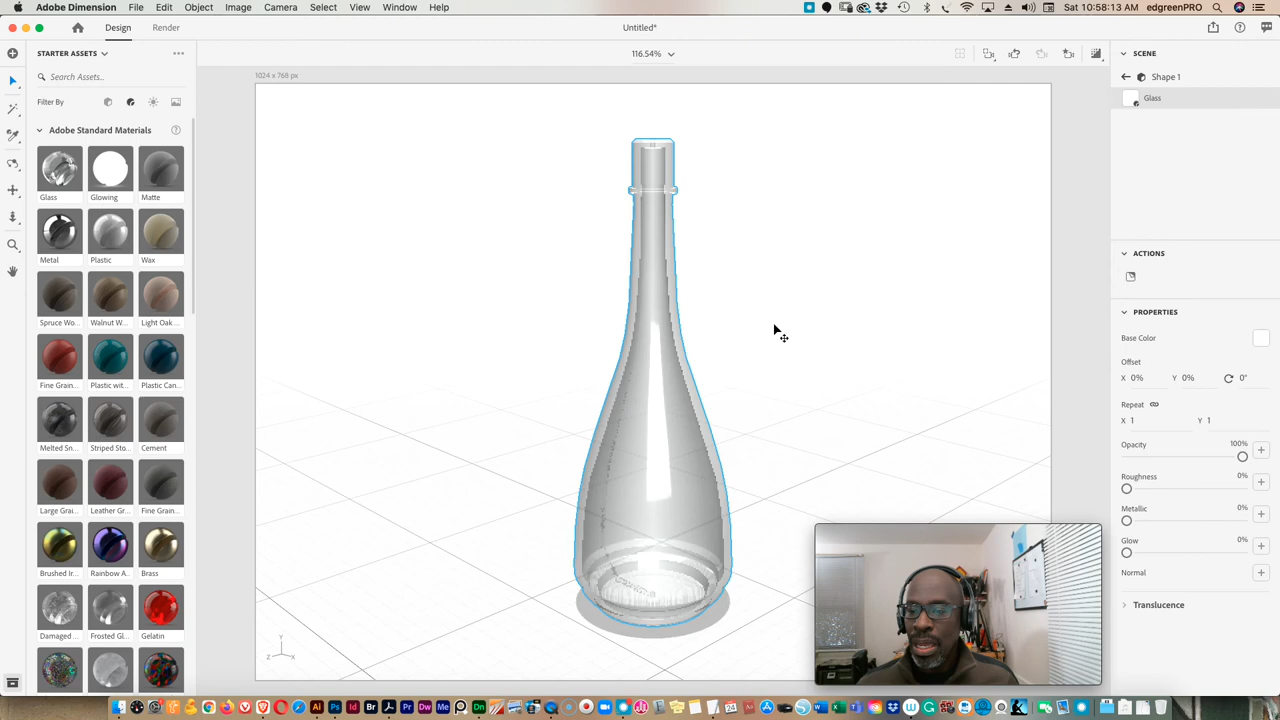 Adobe Dimension File Edit Object Image Camera Select View Window Help
Sat 10:58:13 AM edgreenPRO
Design Render Untitled*
STARTER ASSETS 116.54% SCENE
Search Assets... 1024 x 768 px Shape 1
Filter By Glass
Adobe Standard Materials
Glass Glowing Matte
Metal Plastic Wax
Spruce Wo... Walnut W... Light Oak ...
Fine Grain... Plastic wit... Plastic Can...
Melted Sn... Striped Sto... Cement
Large Grai... Leather Gr... Fine Grain...
Brushed Ir... Rainbow A... Brass
Damaged ... Frosted Gl... Gelatin
Y
Z X
ACTIONS
PROPERTIES
Base Color
Offset
X 0% Y 0% 0°
Repeat
X 1 Y 1
Opacity 100%
Roughness 0%
Metallic 0%
Glow 0%
Normal
Translucence